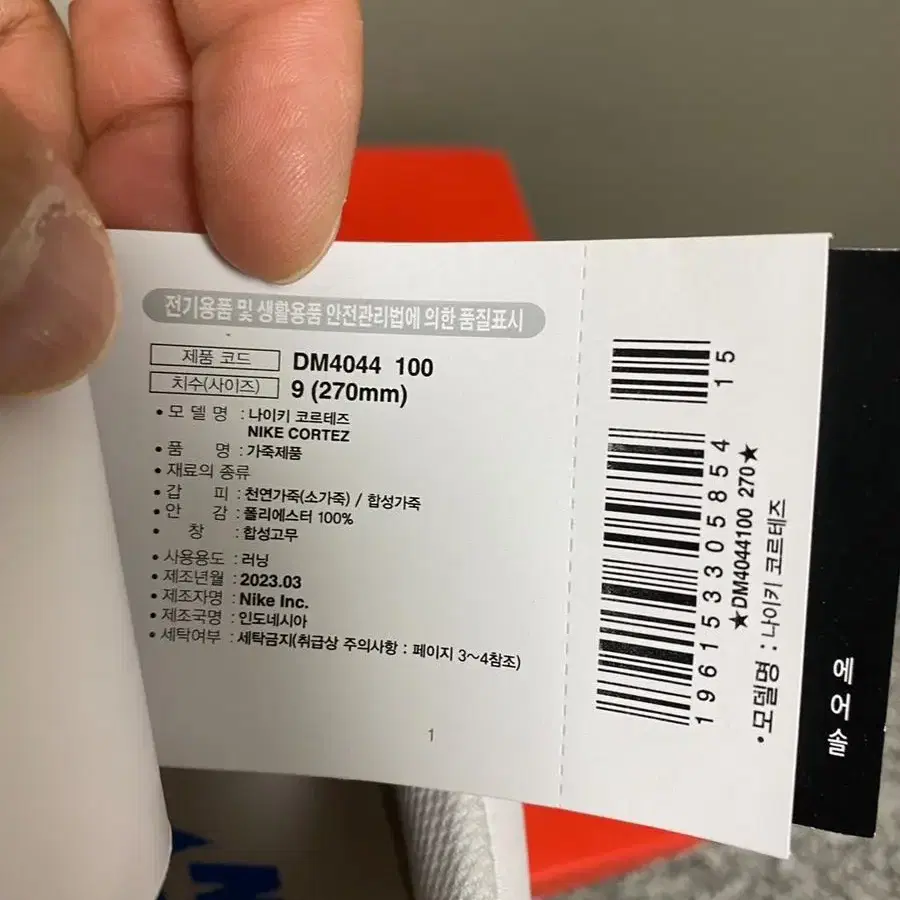 전기용품 및 생활용품 안전관리법에 의한 품질표시
제품 코드 DM4044 100
치수(사이즈) 9 (270mm)
• 모 델 명 : 나이키 코르테즈
NIKE CORTEZ
• 품 명 : 가죽제품
• 재료의 종류
• 갑 피 : 천연가죽(소가죽) / 합성가죽
• 안 감 : 폴리에스터 100%
• 창 : 합성고무
• 사용용도 : 러닝
• 제조년월 : 2023.03
• 제조자명 : Nike Inc.
• 제조국명 : 인도네시아
• 세탁여부 : 세탁금지(취급상 주의사항 : 페이지 3~4참조)
1
15
196153305854
★DM4044100 270★
• 모델명 : 나이키 코르테즈
에어솔